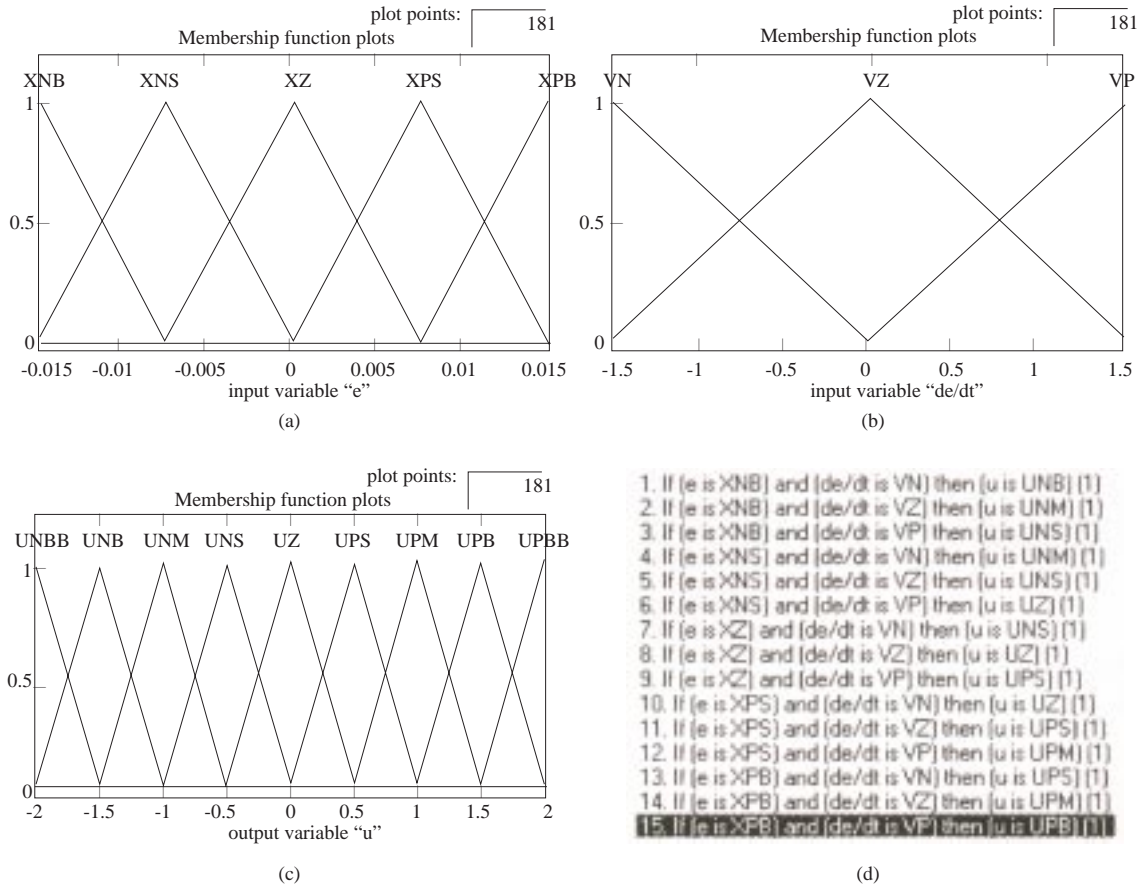 plot points: 181
Membership function plots
XNB XNS XZ XPS XPB
1
0.5
0
-0.015 -0.01 -0.005 0 0.005 0.01 0.015
input variable “e”
(a)
plot points: 181
Membership function plots
VN VZ VP
1
0.5
0
-1.5 -1 -0.5 0 0.5 1 1.5
input variable “de/dt”
(b)
plot points: 181
Membership function plots
UNBB UNB UNM UNS UZ UPS UPM UPB UPBB
1
0.5
0
-2 -1.5 -1 -0.5 0 0.5 1 1.5 2
output variable “u”
(c)
1. If (e is XNB) and (de/dt is VN) then (u is UNB) (1)
2. If (e is XNB) and (de/dt is VZ) then (u is UNM) (1)
3. If (e is XNB) and (de/dt is VP) then (u is UNS) (1)
4. If (e is XNS) and (de/dt is VN) then (u is UNM) (1)
5. If (e is XNS) and (de/dt is VZ) then (u is UNS) (1)
6. If (e is XNS) and (de/dt is VP) then (u is UZ) (1)
7. If (e is XZ) and (de/dt is VN) then (u is UNS) (1)
8. If (e is XZ) and (de/dt is VZ) then (u is UZ) (1)
9. If (e is XZ) and (de/dt is VP) then (u is UPS) (1)
10. If (e is XPS) and (de/dt is VN) then (u is UZ) (1)
11. If (e is XPS) and (de/dt is VZ) then (u is UPS) (1)
12. If (e is XPS) and (de/dt is VP) then (u is UPM) (1)
13. If (e is XPB) and (de/dt is VN) then (u is UPS) (1)
14. If (e is XPB) and (de/dt is VZ) then (u is UPM) (1)
15. If (e is XPB) and (de/dt is VP) then (u is UPB) (1)
(d)